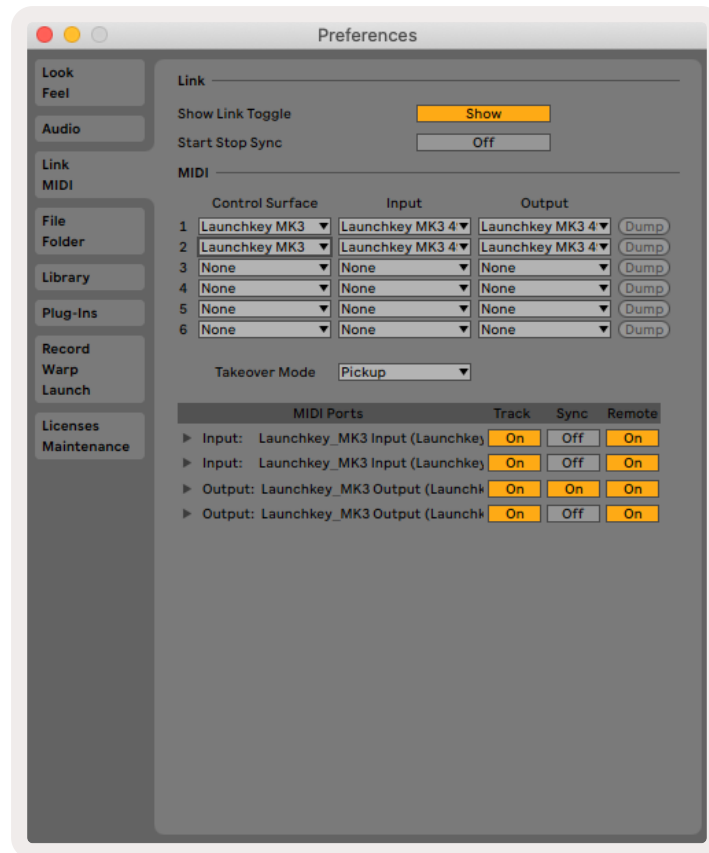 Preferences
Look
Feel
Audio
Link
MIDI
File
Folder
Library
Plug-Ins
Record
Warp
Launch
Licenses
Maintenance
Link
Show Link Toggle Show
Start Stop Sync Off
MIDI
Control Surface Input Output
1 Launchkey MK3 Launchkey MK3 4 Launchkey MK3 4 Dump
2 Launchkey MK3 Launchkey MK3 4 Launchkey MK3 4 Dump
3 None None None Dump
4 None None None Dump
5 None None None Dump
6 None None None Dump
Takeover Mode Pickup
MIDI Ports Track Sync Remote
Input: Launchkey_MK3 Input (Launchkey On Off On
Input: Launchkey_MK3 Input (Launchkey On Off On
Output: Launchkey_MK3 Output (Launchk On On On
Output: Launchkey_MK3 Output (Launchk On Off On